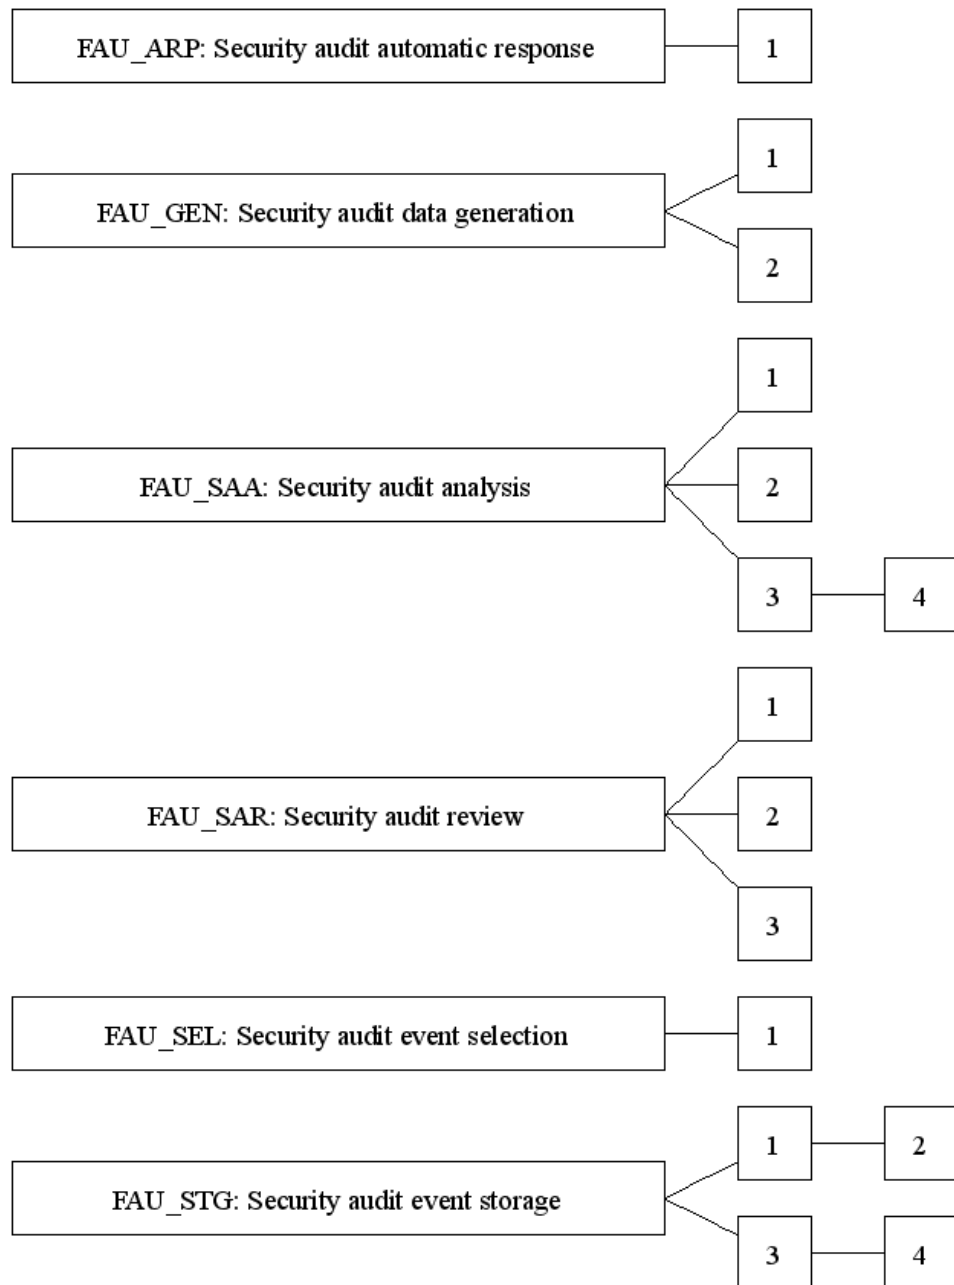 FAU_ARP: Security audit automatic response 1
1
FAU_GEN: Security audit data generation
2
1
FAU_SAA: Security audit analysis 2
3 4
1
FAU_SAR: Security audit review 2
3
FAU_SEL: Security audit event selection 1
1 2
FAU_STG: Security audit event storage
3 4